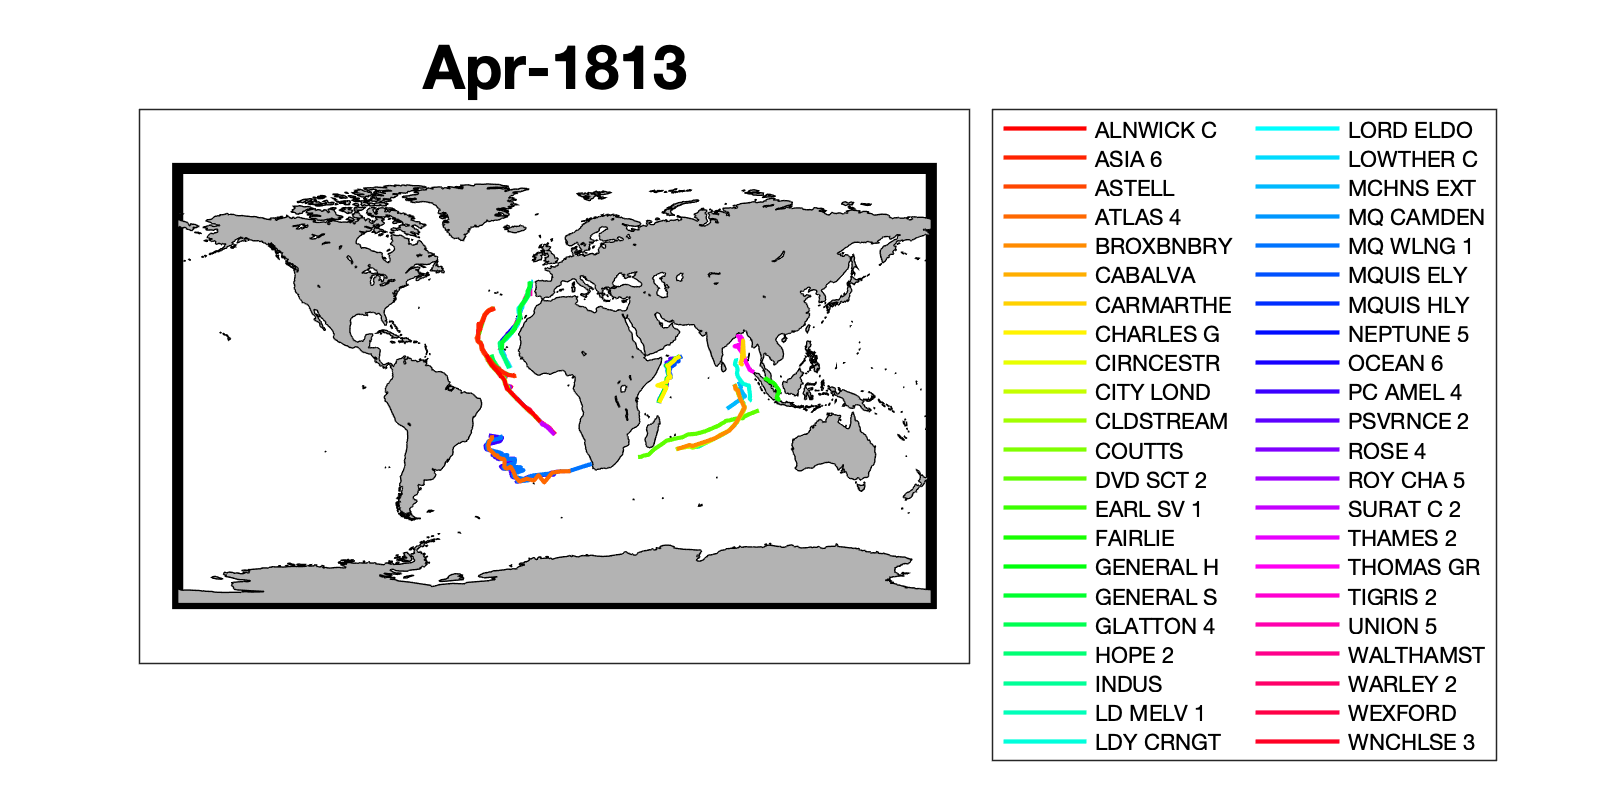 Apr-1813
ALNWICK C
ASIA 6
ASTELL
ATLAS 4
BROXBNBRY
CABALVA
CARMARTHE
CHARLES G
CIRNCESTR
CITY LOND
CLDSTREAM
COUTTS
DVD SCT 2
EARL SV 1
FAIRLIE
GENERAL H
GENERAL S
GLATTON 4
HOPE 2
INDUS
LD MELV 1
LDY CRNGT
LORD ELDO
LOWTHER C
MCHNS EXT
MQ CAMDEN
MQ WLNG 1
MQUIS ELY
MQUIS HLY
NEPTUNE 5
OCEAN 6
PC AMEL 4
PSVRNCE 2
ROSE 4
ROY CHA 5
SURAT C 2
THAMES 2
THOMAS GR
TIGRIS 2
UNION 5
WALTHAMST
WARLEY 2
WEXFORD
WNCHLSE 3